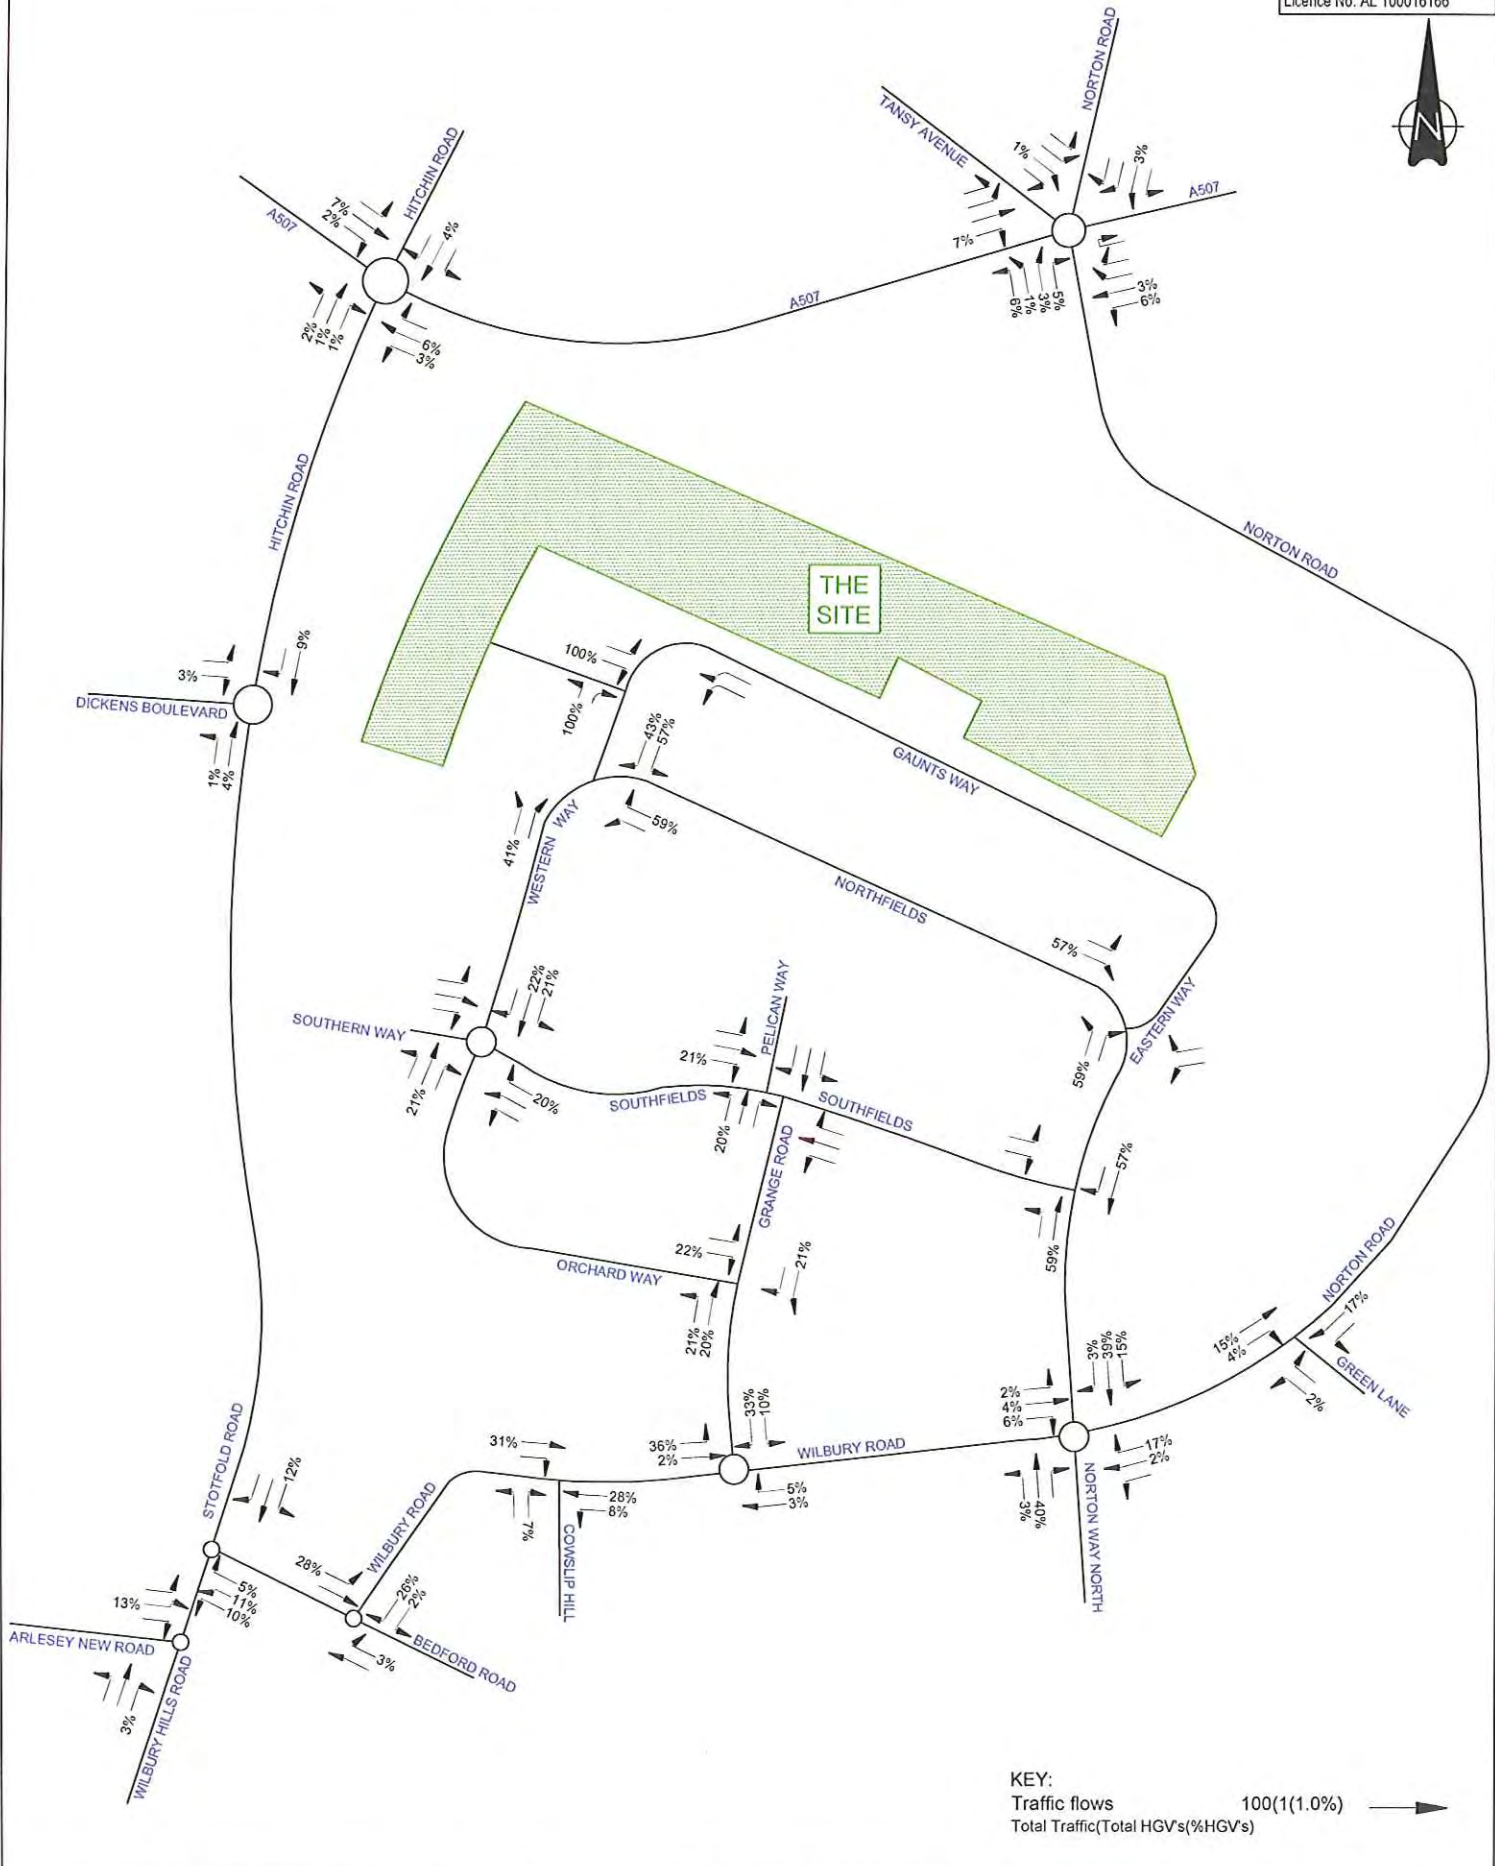 Licence No. AL 100018166
NORTON ROAD
TANSY AVENUE
1%
3%
A507
N
HITCHIN ROAD
A507
7%
2%
4%
7%
6%
1%
3%
5%
3%
6%
A507
2%
1%
1%
6%
3%
HITCHIN ROAD
NORTON ROAD
THE
SITE
9%
3%
DICKENS BOULEVARD
1%
4%
100%
100%
43%
57%
GAUNTS WAY
59%
41%
WESTERN WAY
NORTHFIELDS
57%
22%
21%
PELICAN WAY
EASTERN WAY
SOUTHERN WAY
21%
59%
21%
20%
SOUTHFIELDS
SOUTHFIELDS
20%
GRANGE ROAD
57%
22%
21%
59%
ORCHARD WAY
21%
20%
NORTON ROAD
17%
15%
4%
GREEN LANE
2%
3%
39%
15%
2%
4%
6%
33%
10%
36%
2%
WILBURY ROAD
31%
17%
2%
5%
3%
STOTFOLD ROAD
12%
WILBURY ROAD
28%
8%
7%
COWSLIP HILL
3%
40%
NORTON WAY NORTH
28%
26%
2%
5%
11%
10%
13%
ARLESEY NEW ROAD
3%
BEDFORD ROAD
3%
WILBURY HILLS ROAD
KEY:
Traffic flows 100(1(1.0%)
Total Traffic(Total HGV's(%HGV's)